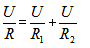 U/R = U/R₁ + U/R₂